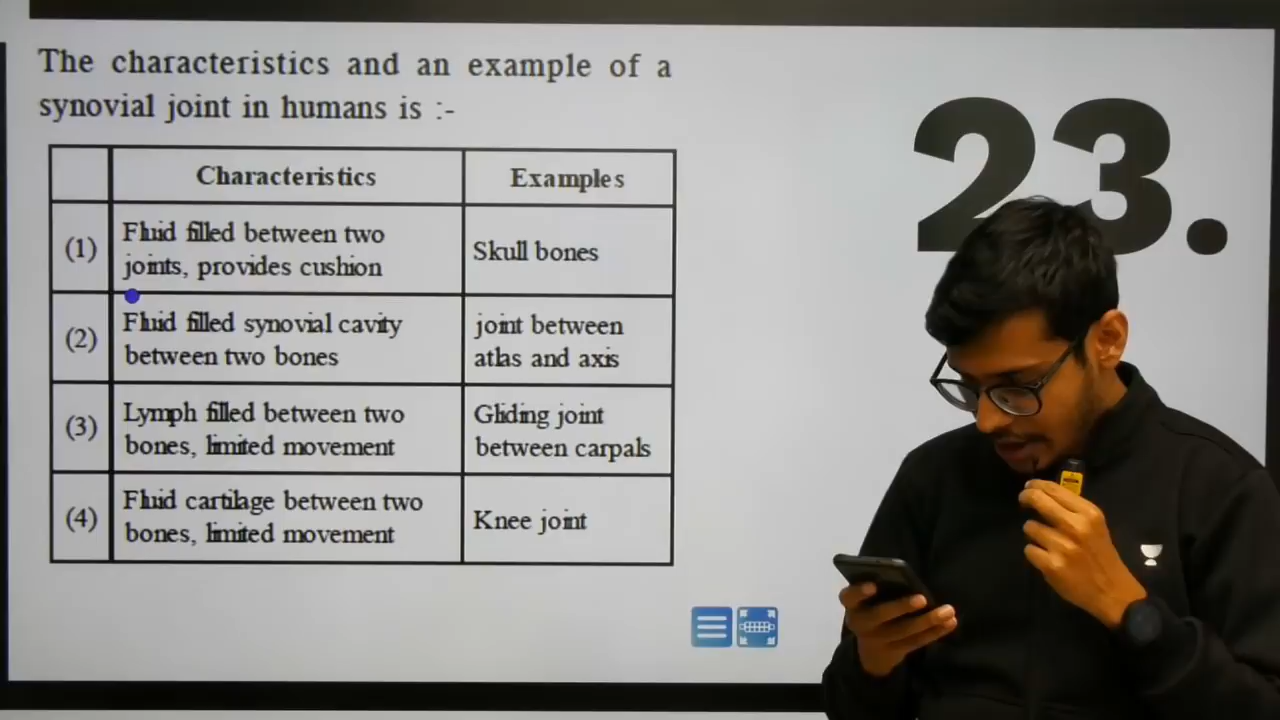 The characteristics and an example of a
synovial joint in humans is :-
23.
Characteristics Examples
(1) Fluid filled between two
joints, provides cushion
Skull bones
(2) Fluid filled synovial cavity
between two bones
joint between
atlas and axis
(3) Lymph filled between two
bones, limited movement
Gliding joint
between carpals
(4) Fluid cartilage between two
bones, limited movement
Knee joint